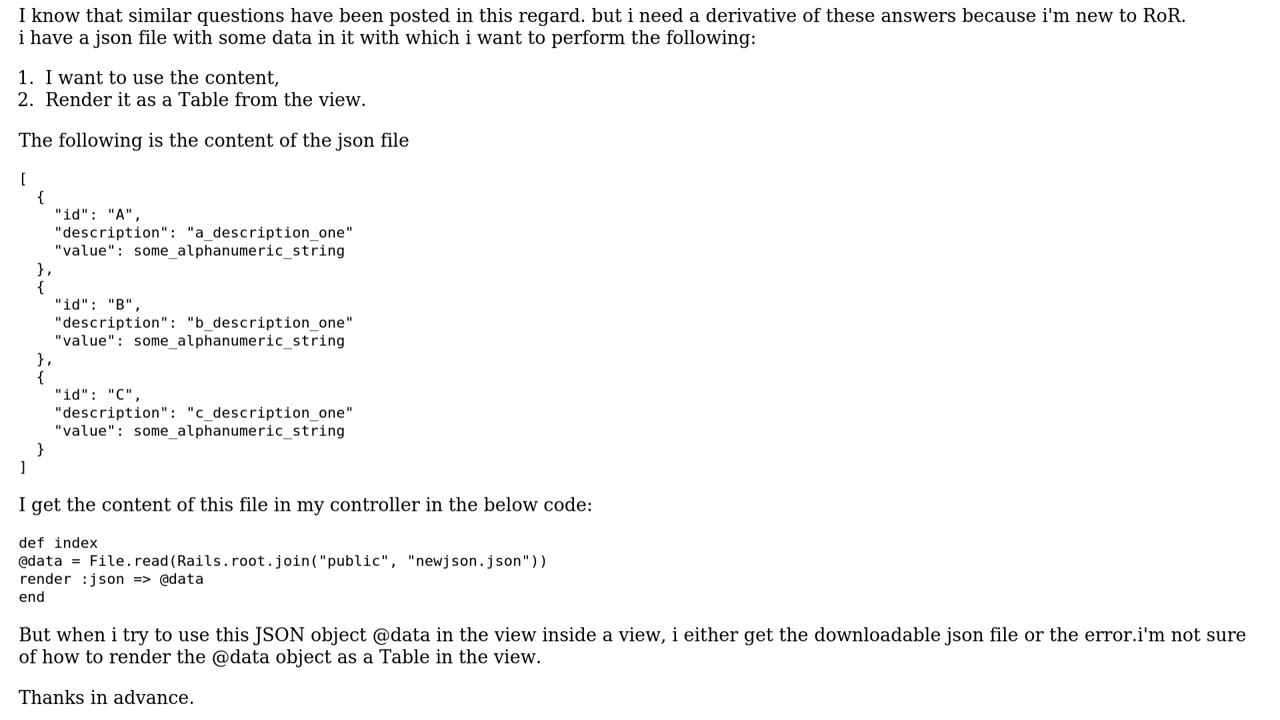 I know that similar questions have been posted in this regard. but i need a derivative of these answers because i'm new to RoR.
i have a json file with some data in it with which i want to perform the following:
1. I want to use the content,
2. Render it as a Table from the view.
The following is the content of the json file
[
  {
    "id": "A",
    "description": "a_description_one"
    "value": some_alphanumeric_string
  },
  {
    "id": "B",
    "description": "b_description_one"
    "value": some_alphanumeric_string
  },
  {
    "id": "C",
    "description": "c_description_one"
    "value": some_alphanumeric_string
  }
]
I get the content of this file in my controller in the below code:
def index
@data = File.read(Rails.root.join("public", "newjson.json"))
render :json => @data
end
But when i try to use this JSON object @data in the view inside a view, i either get the downloadable json file or the error.i'm not sure
of how to render the @data object as a Table in the view.
Thanks in advance.